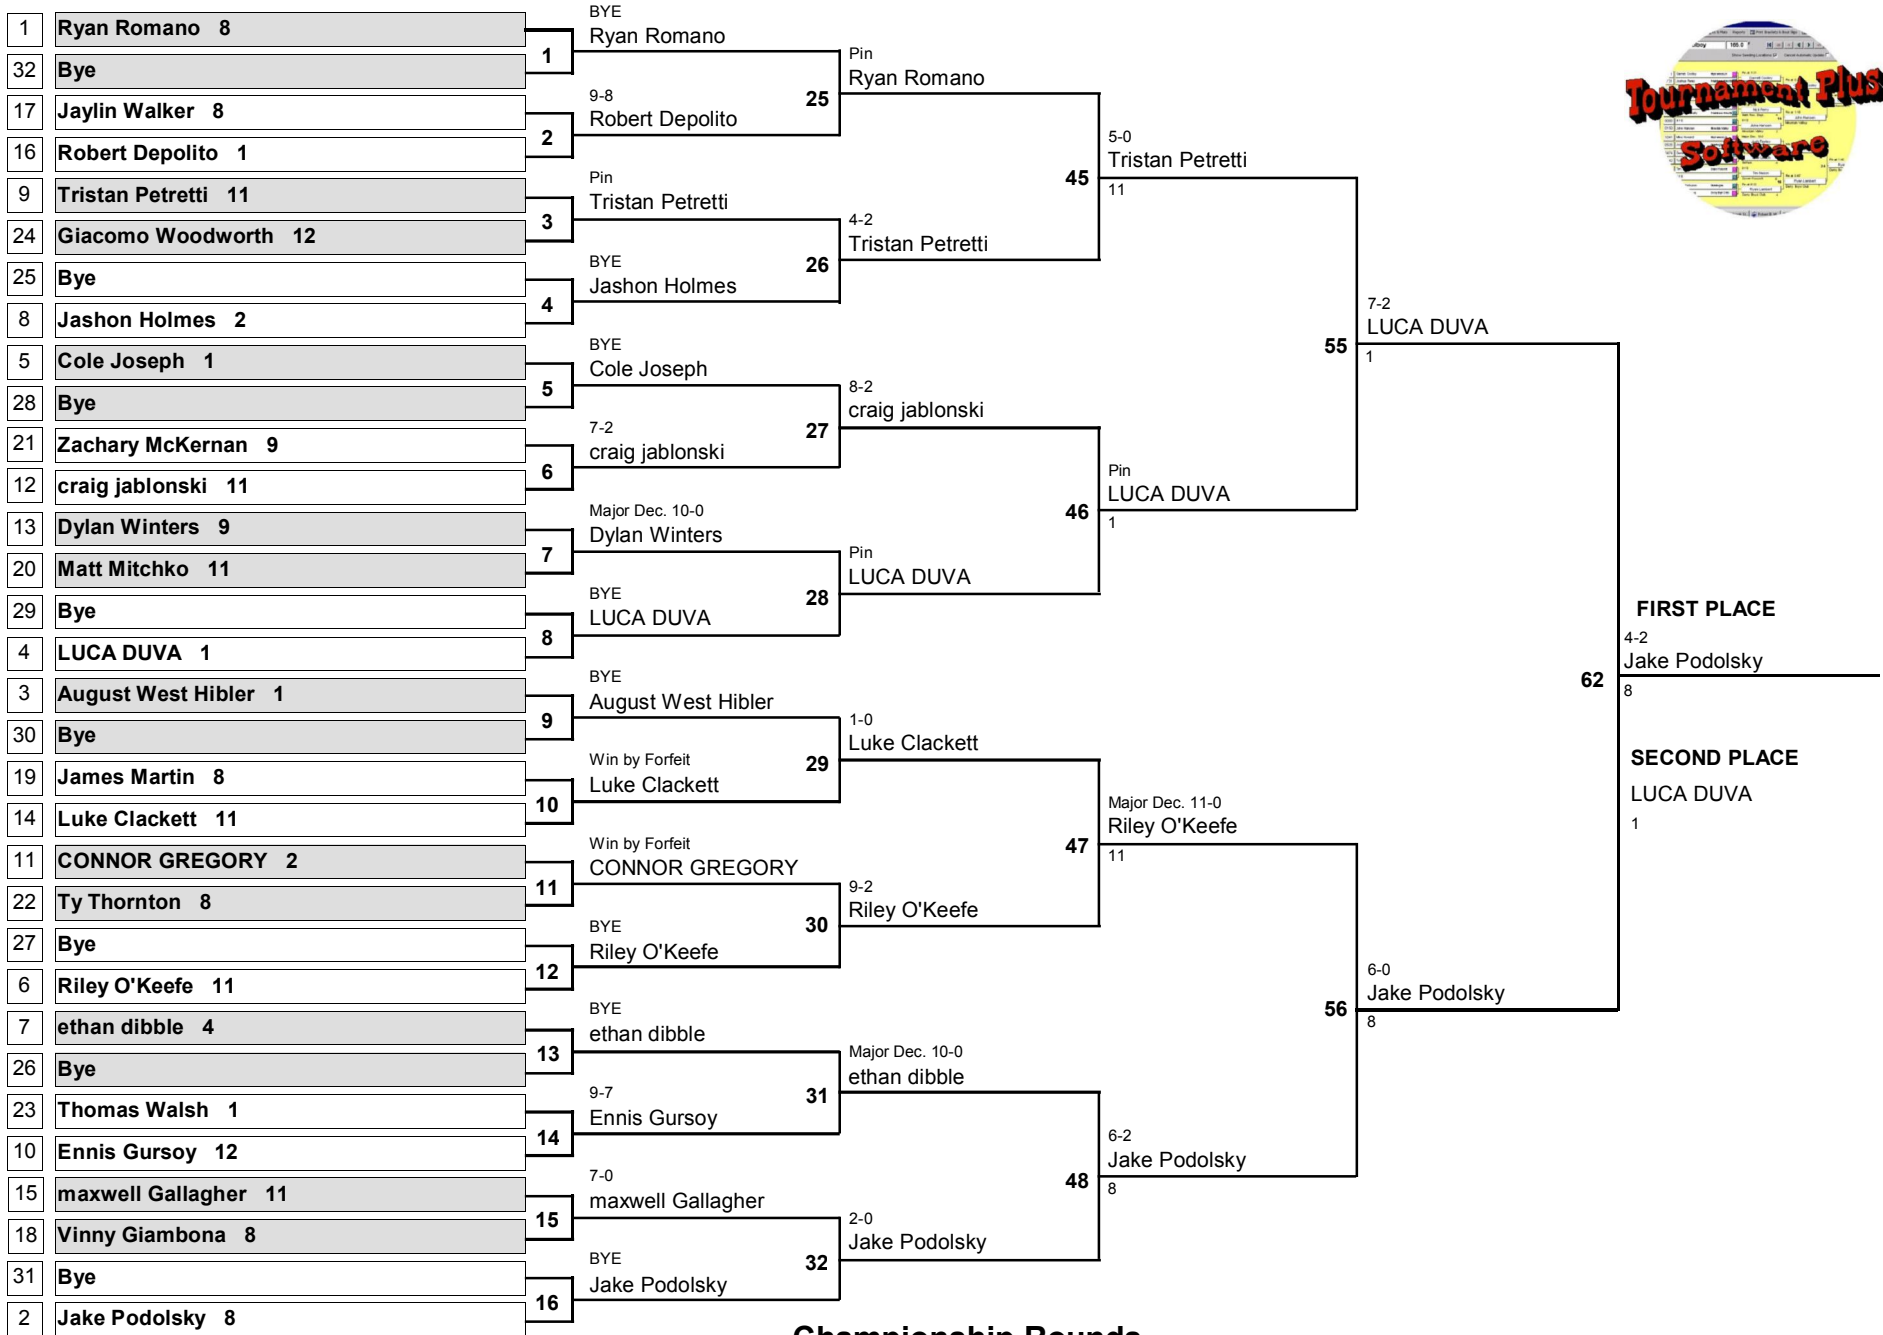 1 Ryan Romano 8
32 Bye
17 Jaylin Walker 8
16 Robert Depolito 1
9 Tristan Petretti 11
24 Giacomo Woodworth 12
25 Bye
8 Jashon Holmes 2
5 Cole Joseph 1
28 Bye
21 Zachary McKernan 9
12 craig jablonski 11
13 Dylan Winters 9
20 Matt Mitchko 11
29 Bye
4 LUCA DUVA 1
3 August West Hibler 1
30 Bye
19 James Martin 8
14 Luke Clackett 11
11 CONNOR GREGORY 2
22 Ty Thornton 8
27 Bye
6 Riley O'Keefe 11
7 ethan dibble 4
26 Bye
23 Thomas Walsh 1
10 Ennis Gursoy 12
15 maxwell Gallagher 11
18 Vinny Giambona 8
31 Bye
2 Jake Podolsky 8
BYE
1 Ryan Romano
9-8
2 Robert Depolito
Pin
3 Tristan Petretti
BYE
4 Jashon Holmes
BYE
5 Cole Joseph
7-2
6 craig jablonski
Major Dec. 10-0
7 Dylan Winters
BYE
8 LUCA DUVA
BYE
9 August West Hibler
Win by Forfeit
10 Luke Clackett
Win by Forfeit
11 CONNOR GREGORY
BYE
12 Riley O'Keefe
BYE
13 ethan dibble
9-7
14 Ennis Gursoy
7-0
15 maxwell Gallagher
BYE
16 Jake Podolsky
Pin
25 Ryan Romano
4-2
26 Tristan Petretti
8-2
27 craig jablonski
Pin
28 LUCA DUVA
1-0
29 Luke Clackett
9-2
30 Riley O'Keefe
Major Dec. 10-0
31 ethan dibble
2-0
32 Jake Podolsky
5-0
45 Tristan Petretti
11
Pin
46 LUCA DUVA
1
Major Dec. 11-0
47 Riley O'Keefe
11
6-2
48 Jake Podolsky
8
7-2
55 LUCA DUVA
1
6-0
56 Jake Podolsky
8
FIRST PLACE
4-2
62 Jake Podolsky
8
SECOND PLACE
LUCA DUVA
1
Tournament Plus
Software
Championship Rounds